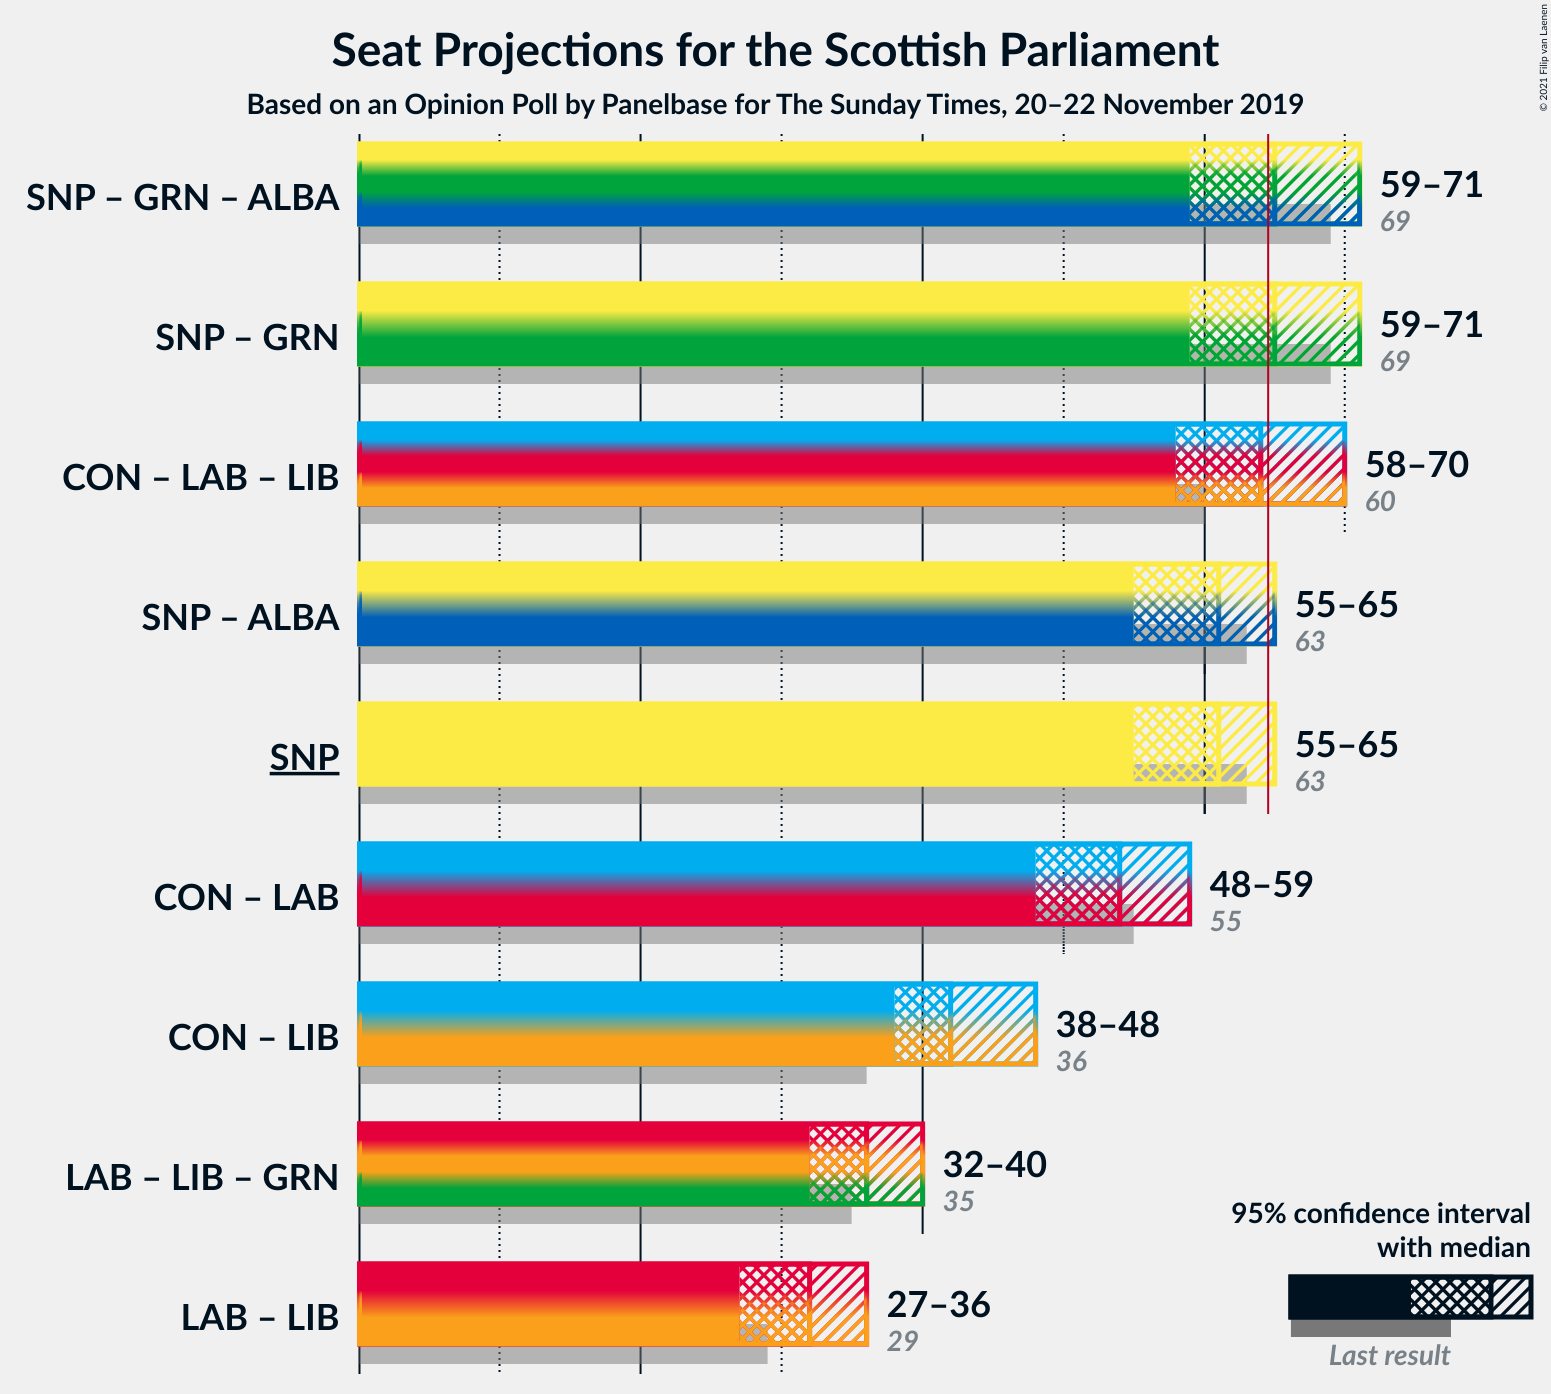 Seat Projections for the Scottish Parliament
Based on an Opinion Poll by Panelbase for The Sunday Times, 20–22 November 2019
© 2021 Filip van Laenen
SNP – GRN – ALBA
59–71
69
SNP – GRN
59–71
69
CON – LAB – LIB
58–70
60
SNP – ALBA
55–65
63
SNP
55–65
63
CON – LAB
48–59
55
CON – LIB
38–48
36
LAB – LIB – GRN
32–40
35
LAB – LIB
27–36
29
95% confidence interval
with median
Last result